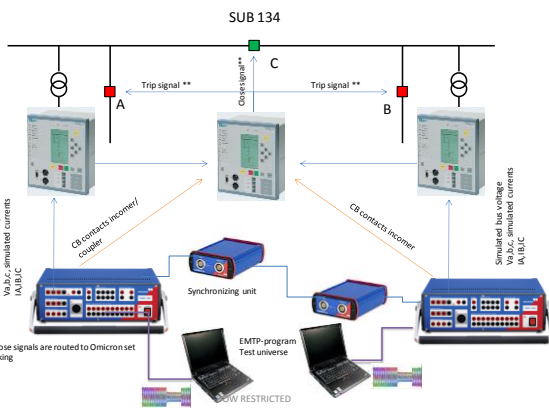 SUB 134
C
Trip signal **
Trip signal **
Close signal**
A
B
CB contacts incomer/
coupler
CB contacts incomer
Va,b,c, simulated currents
IA,IB,IC
Simulated bus voltage
Va,b,c, simulated currents
IA,IB,IC
Synchronizing unit
ose signals are routed to Omicron set
king
EMTP-program
Test universe
OW RESTRICTED